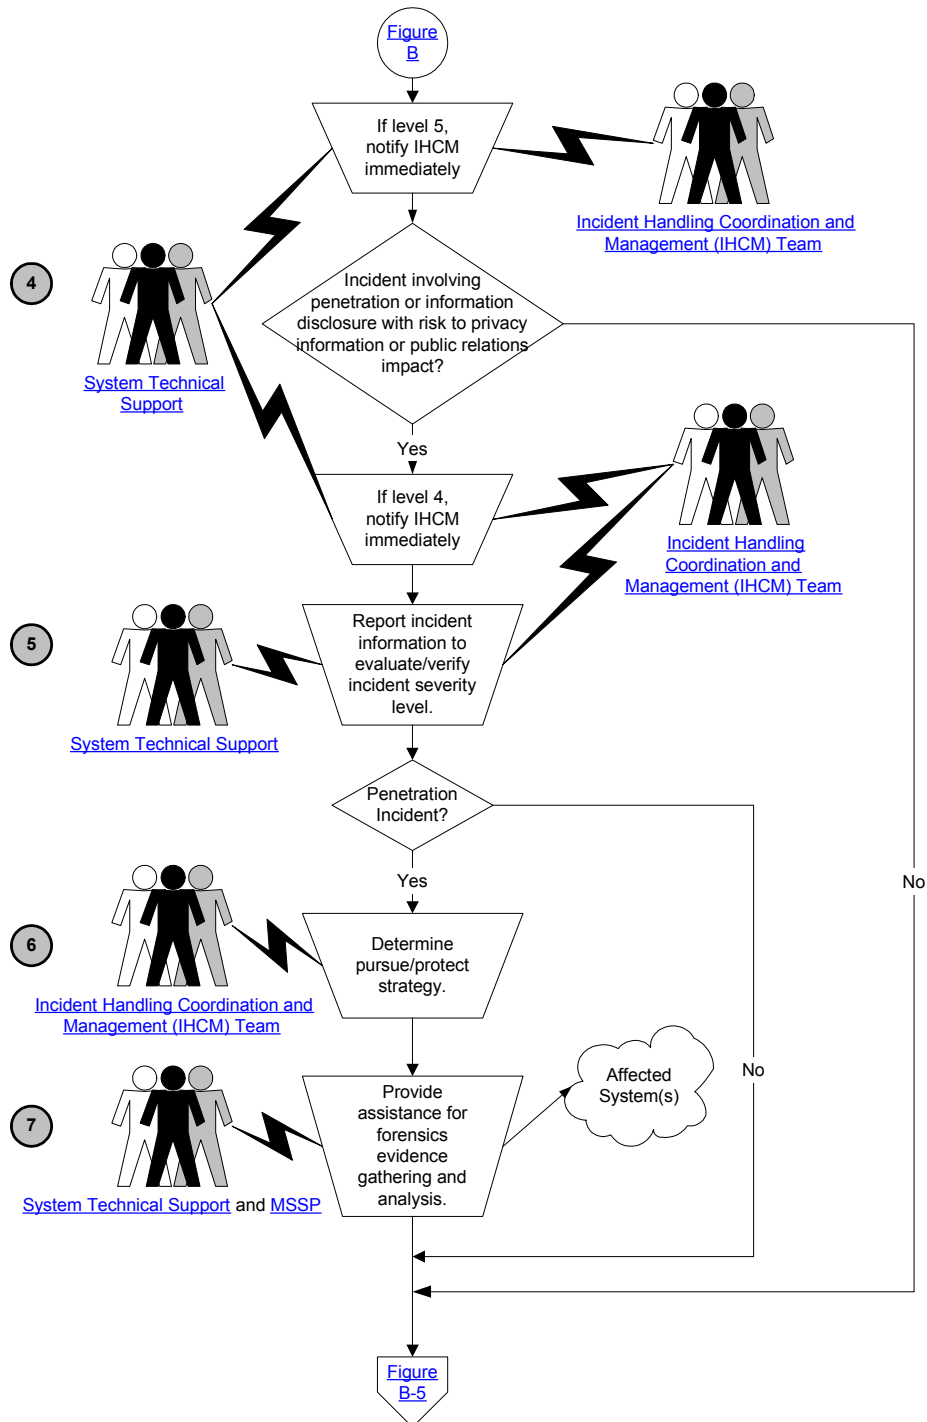 Figure
B
If level 5,
notify IHCM
immediately
Incident Handling Coordination and
Management (IHCM) Team
4
System Technical
Support
Incident involving
penetration or information
disclosure with risk to privacy
information or public relations
impact?
Yes
If level 4,
notify IHCM
immediately
Incident Handling
Coordination and
Management (IHCM) Team
5
System Technical Support
Report incident
information to
evaluate/verify
incident severity
level.
Penetration
Incident?
Yes
No
6
Incident Handling Coordination and
Management (IHCM) Team
Determine
pursue/protect
strategy.
No
7
System Technical Support and MSSP
Provide
assistance for
forensics
evidence
gathering and
analysis.
Affected
System(s)
Figure
B-5